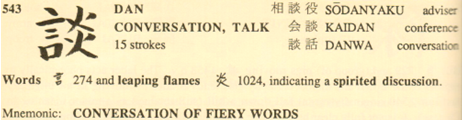 543 談 DAN 相談役 SŌDANYAKU adviser
CONVERSATION, TALK 会談 KAIDAN conference
15 strokes 談話 DANWA conversation
Words 言 274 and leaping flames 炎 1024, indicating a spirited discussion.
Mnemonic: CONVERSATION OF FIERY WORDS